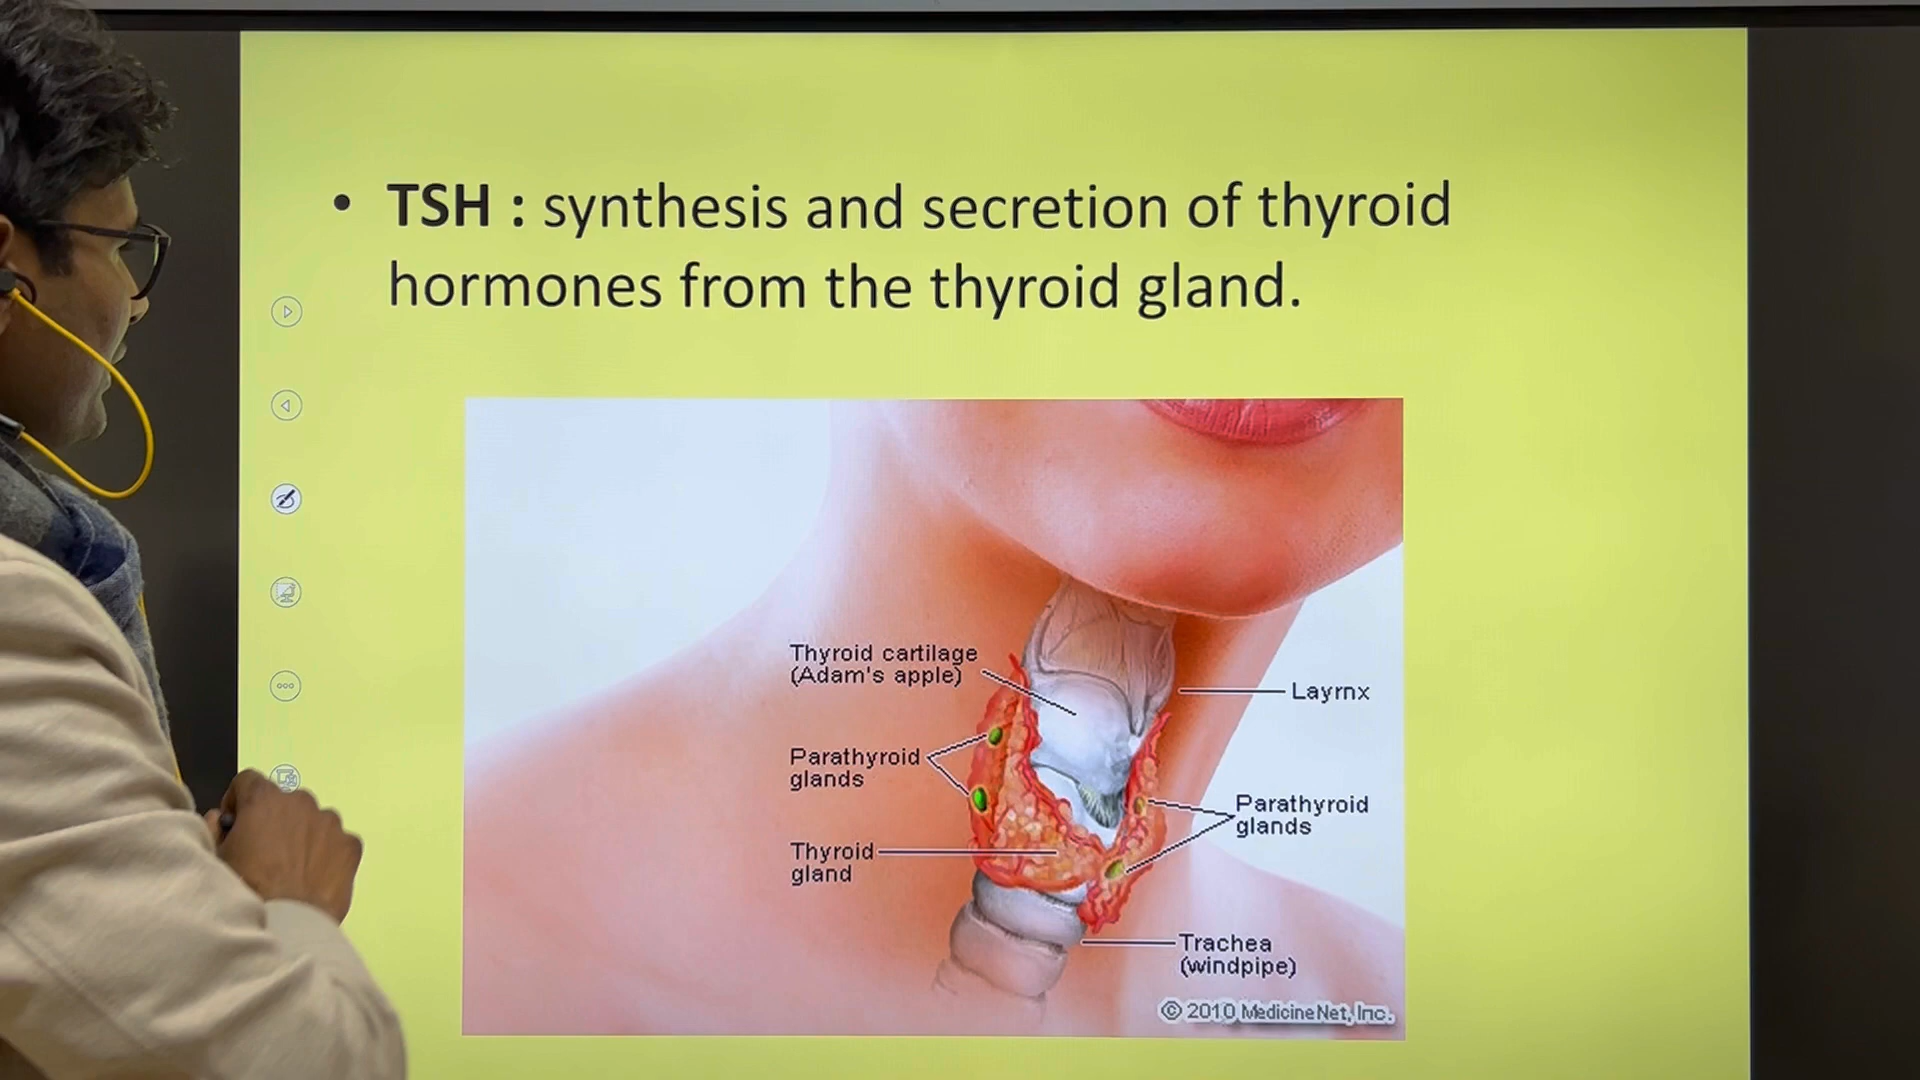 • TSH : synthesis and secretion of thyroid
hormones from the thyroid gland.
Thyroid cartilage
(Adam's apple)
Layrnx
Parathyroid
glands
Parathyroid
glands
Thyroid
gland
Trachea
(windpipe)
© 2010 MedicineNet, Inc.